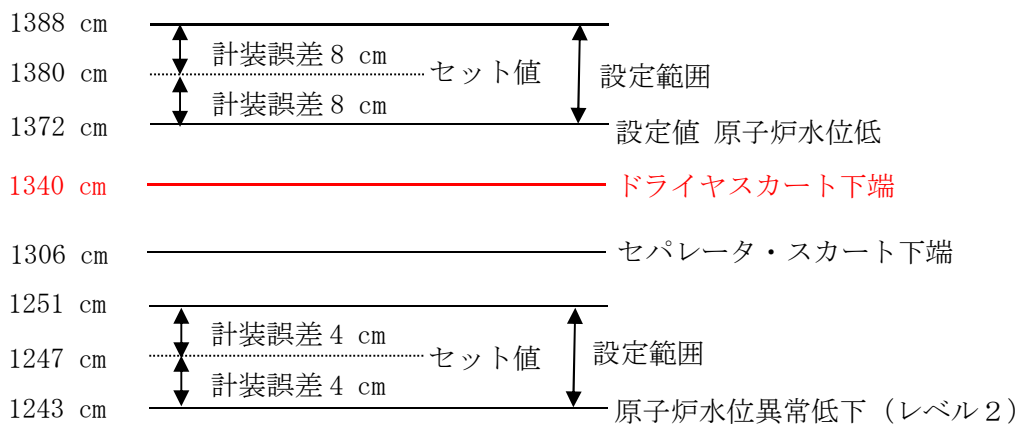 1388 cm
計装誤差8 cm
1380 cm セット値 設定範囲
計装誤差8 cm
1372 cm 設定値 原子炉水位低
1340 cm ドライヤスカート下端
1306 cm セパレータ・スカート下端
1251 cm
計装誤差4 cm
1247 cm セット値 設定範囲
計装誤差4 cm
1243 cm 原子炉水位異常低下(レベル2)